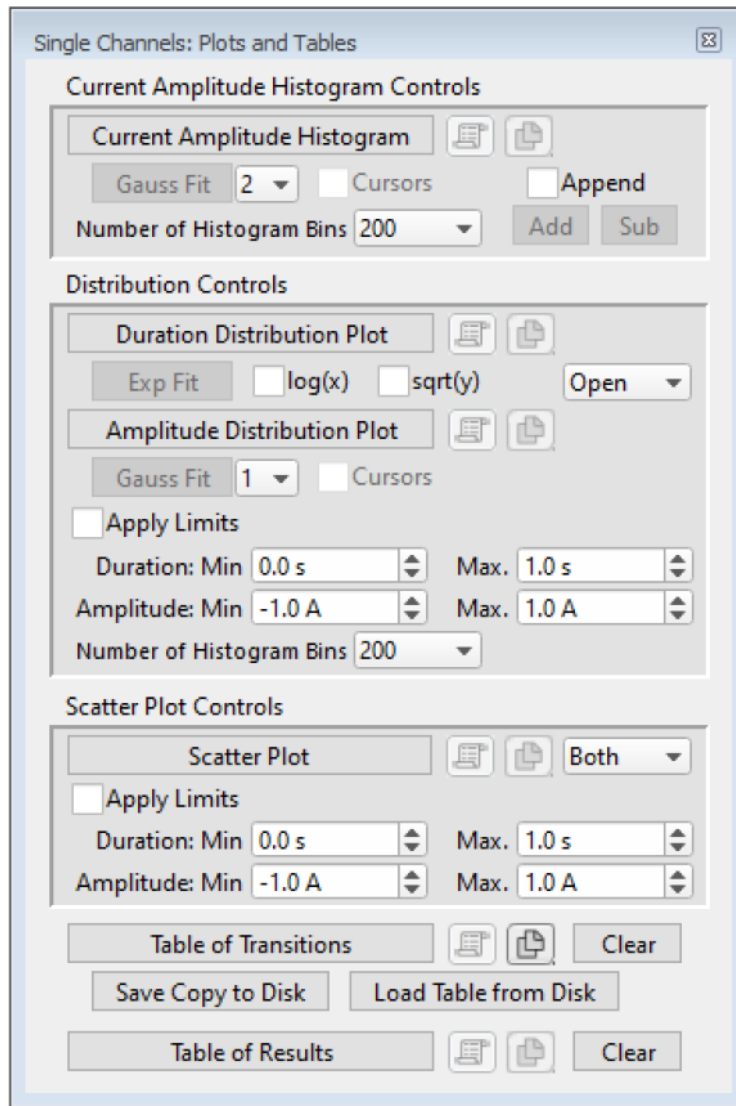 Single Channels: Plots and Tables
Current Amplitude Histogram Controls
Current Amplitude Histogram
Gauss Fit 2 Cursors Append
Number of Histogram Bins 200 Add Sub
Distribution Controls
Duration Distribution Plot
Exp Fit log(x) sqrt(y) Open
Amplitude Distribution Plot
Gauss Fit 1 Cursors
Apply Limits
Duration: Min 0.0 s Max. 1.0 s
Amplitude: Min -1.0 A Max. 1.0 A
Number of Histogram Bins 200
Scatter Plot Controls
Scatter Plot Both
Apply Limits
Duration: Min 0.0 s Max. 1.0 s
Amplitude: Min -1.0 A Max. 1.0 A
Table of Transitions Clear
Save Copy to Disk Load Table from Disk
Table of Results Clear